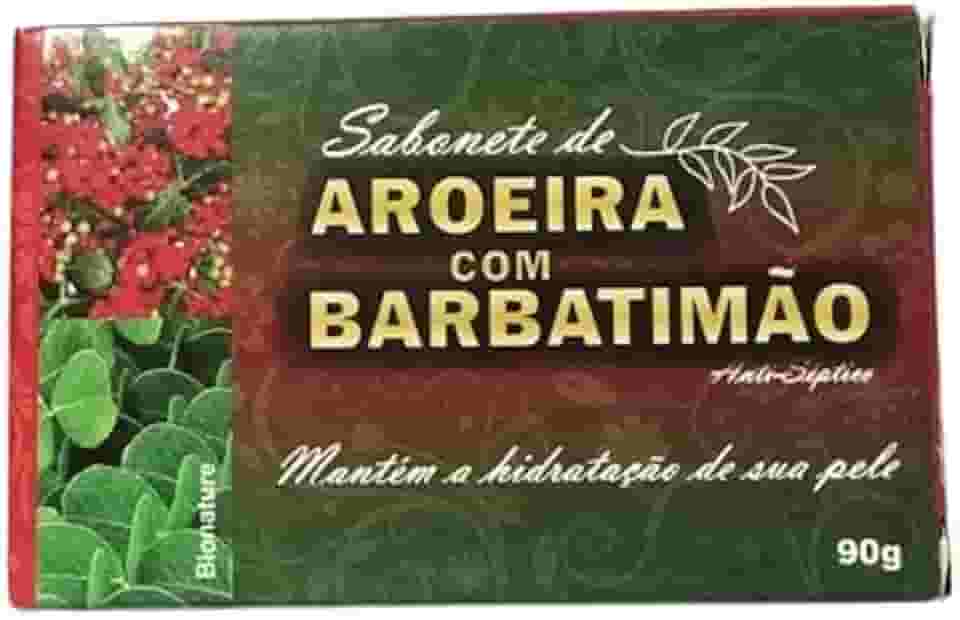 Sabonete de
AROEIRA
COM
BARBATIMÃO
Anti-Séptico
Mantém a hidratação de sua pele
90g
Bionature